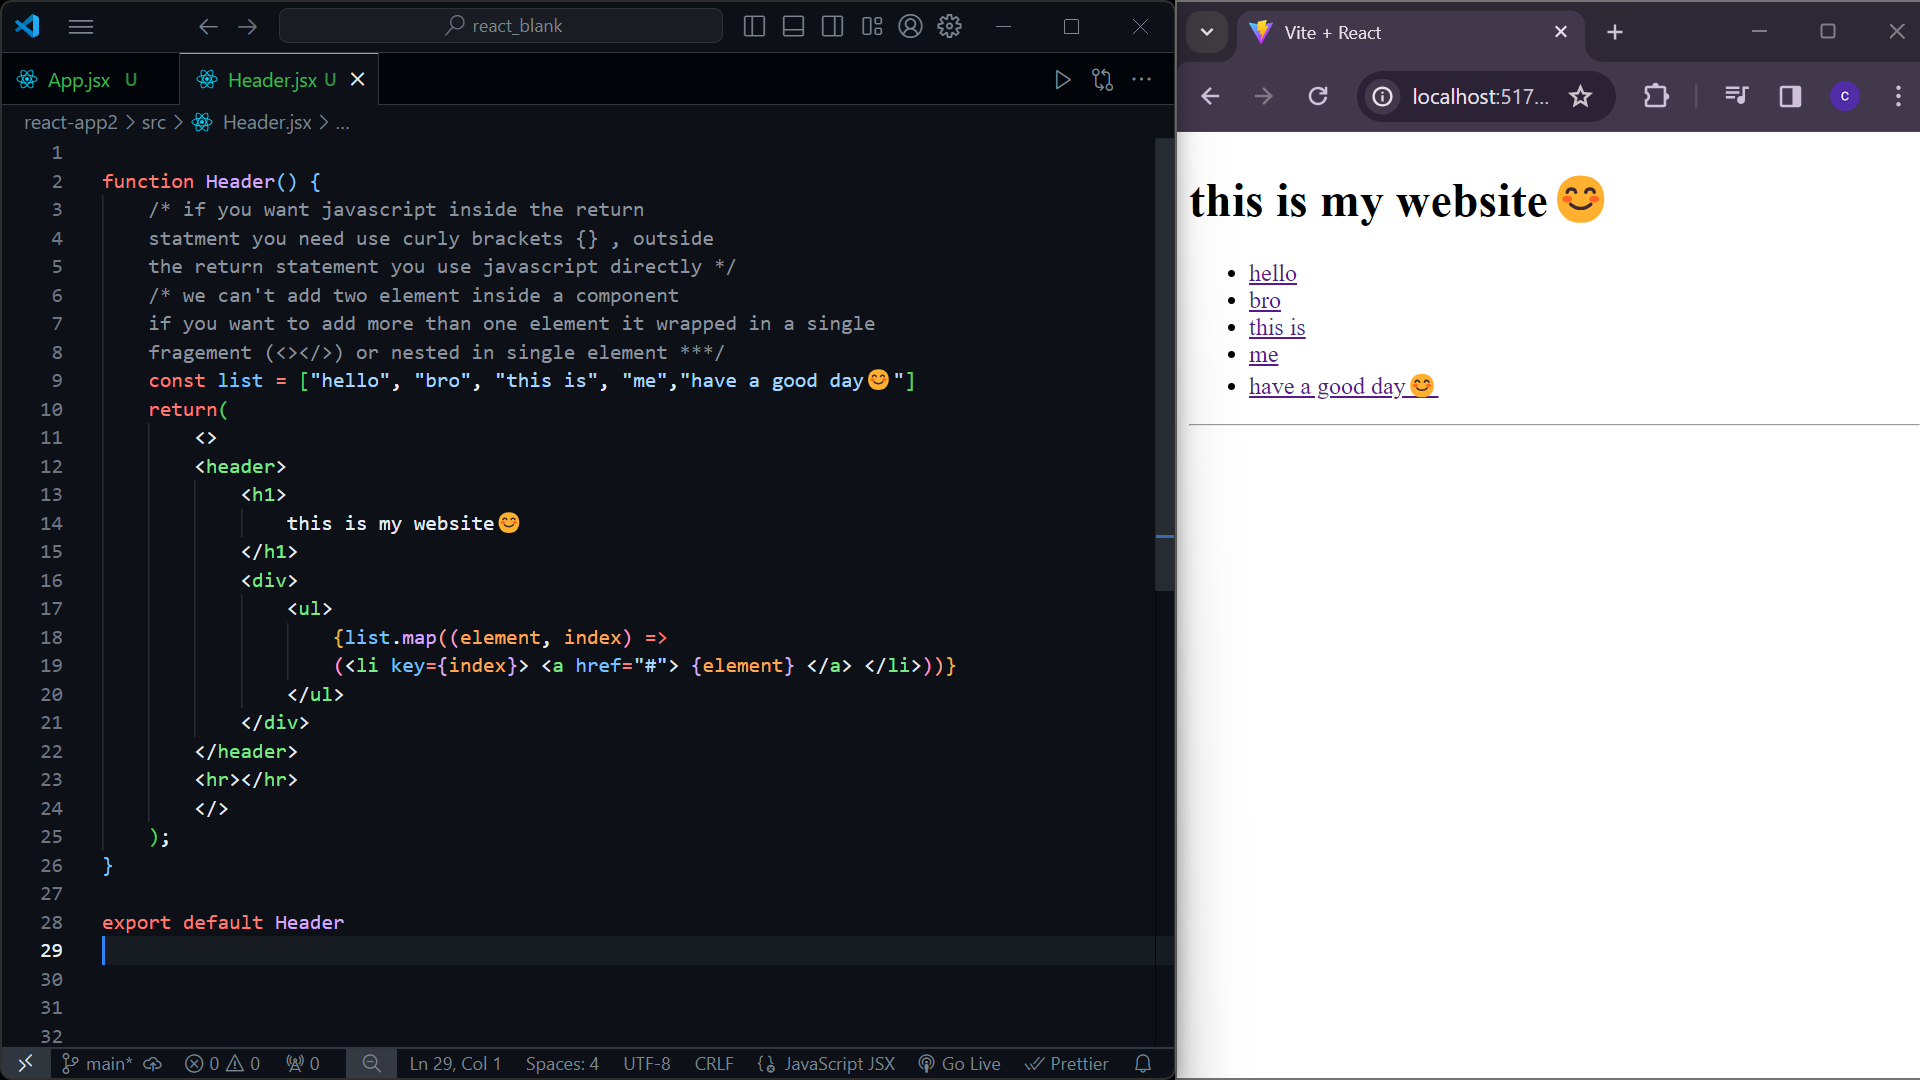 react_blank
App.jsx U
Header.jsx U
react-app2 > src > Header.jsx > ...
1
2 function Header() {
3 /* if you want javascript inside the return
4 statment you need use curly brackets {} , outside
5 the return statement you use javascript directly */
6 /* we can't add two element inside a component
7 if you want to add more than one element it wrapped in a single
8 fragement (<></>) or nested in single element ***/
9 const list = ["hello", "bro", "this is", "me","have a good day😊"]
10 return(
11 <>
12 <header>
13 <h1>
14 this is my website😊
15 </h1>
16 <div>
17 <ul>
18 {list.map((element, index) =>
19 (<li key={index}> <a href="#"> {element} </a> </li>))}
20 </ul>
21 </div>
22 </header>
23 <hr></hr>
24 </>
25 );
26 }
27
28 export default Header
29
30
31
32
main* 0 0 0 Ln 29, Col 1 Spaces: 4 UTF-8 CRLF {} JavaScript JSX Go Live Prettier
Vite + React
localhost:517...
C
this is my website😊
hello
bro
this is
me
have a good day😊